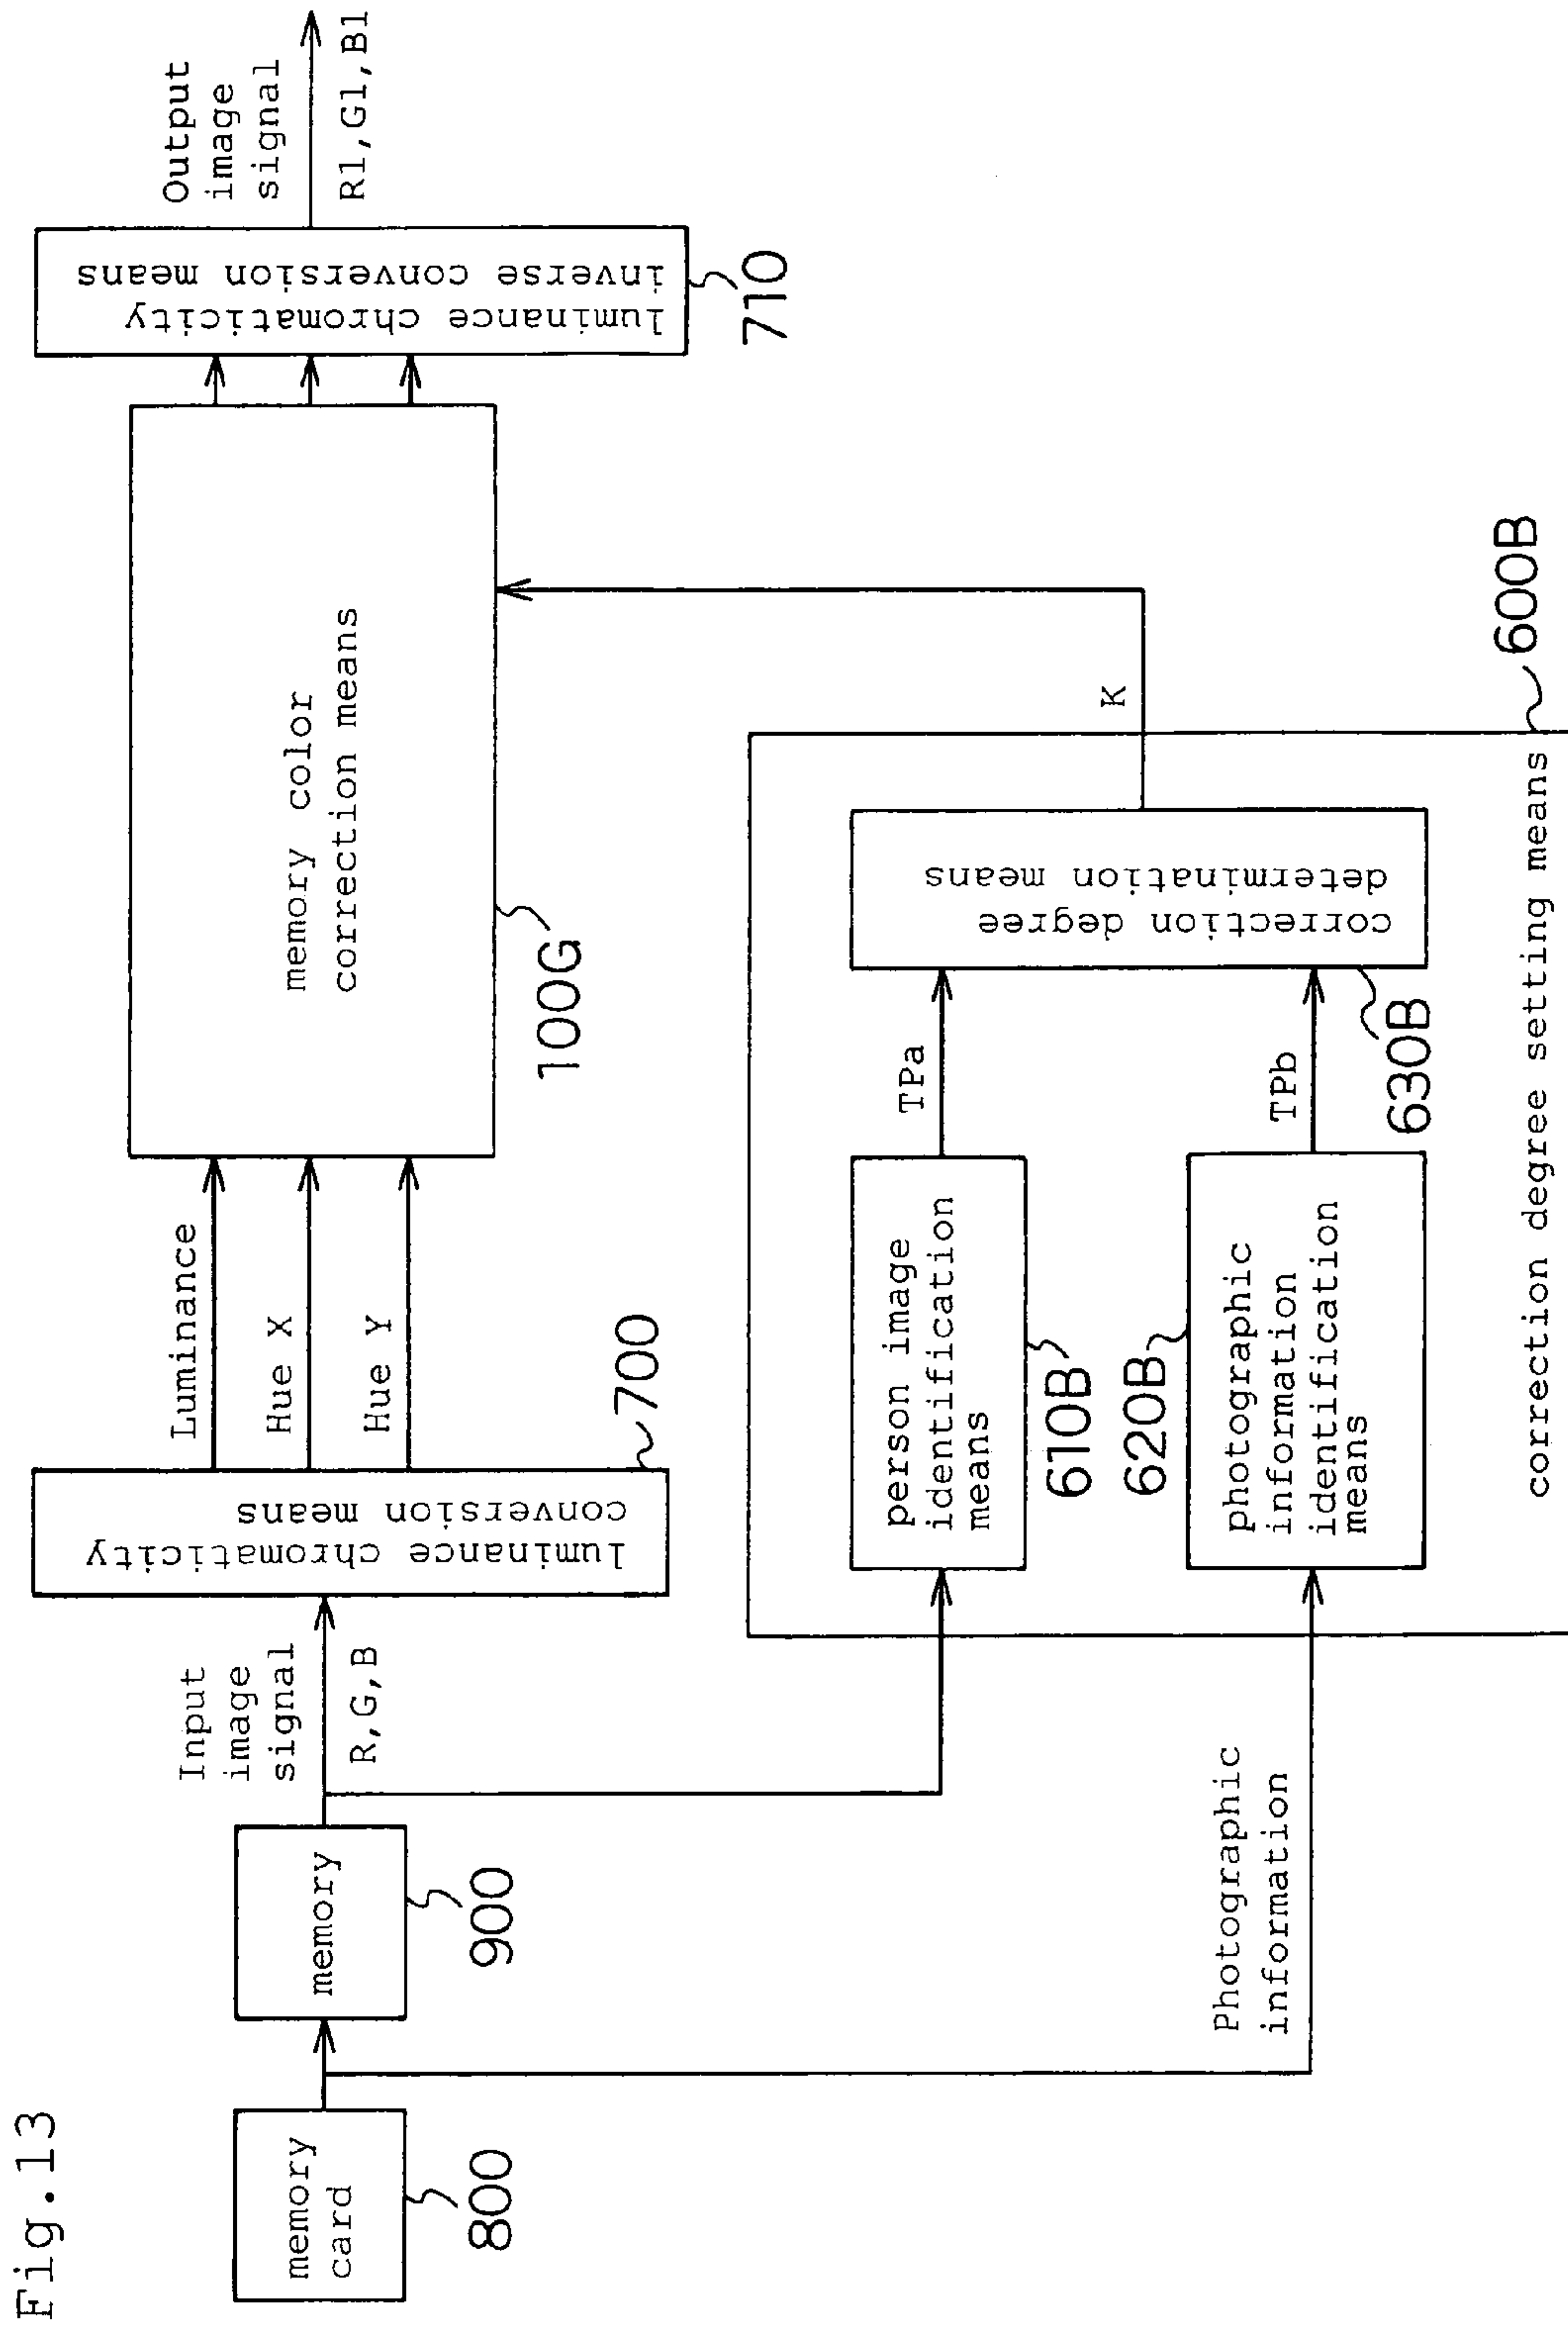 Fig.13
memory
card
800
memory
900
Input
image
signal
R,G,B
luminance chromaticity
conversion means
700
Luminance
Hue X
Hue Y
memory color
correction means
100G
luminance chromaticity
inverse conversion means
710
Output
image
signal
R1,G1,B1
Photographic
information
person image
identification
means
610B
620B
photographic
information
identification
means
TPa
TPb
correction degree
determination means
630B
K
correction degree setting means
600B